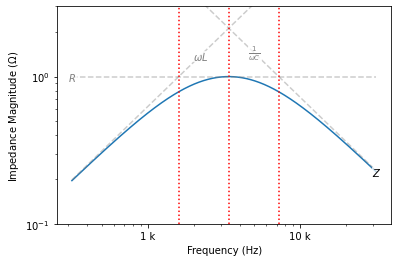 ωL
1/ωC
R
Z
10⁰
10⁻¹
1 k
10 k
Impedance Magnitude (Ω)
Frequency (Hz)